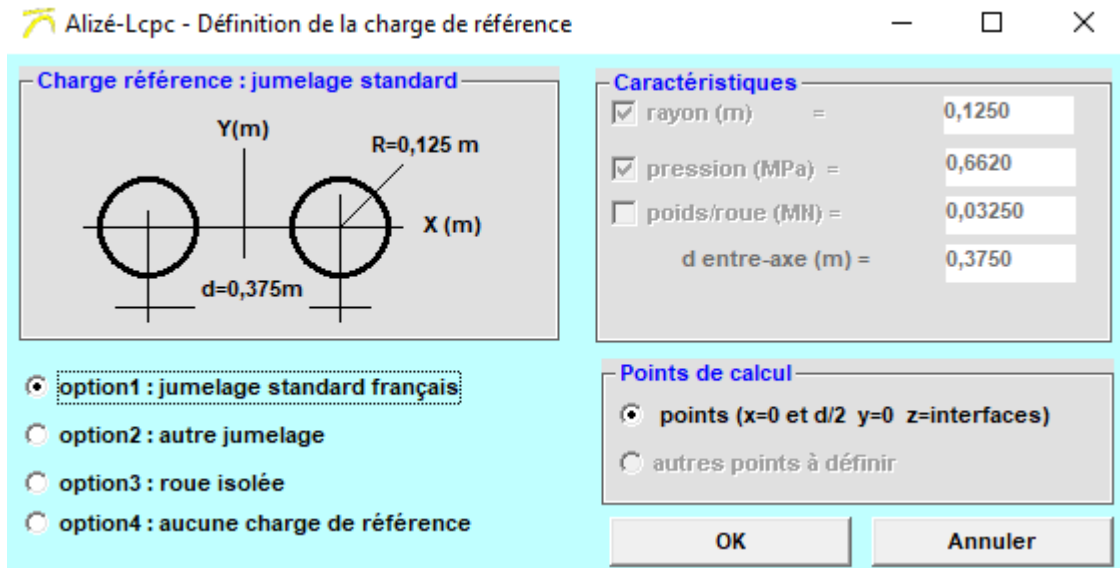 Alizé-Lcpc - Définition de la charge de référence
Charge référence : jumelage standard
Y(m)
R=0,125 m
X (m)
d=0,375m
Caractéristiques
rayon (m) = 0,1250
pression (MPa) = 0,6620
poids/roue (MN) = 0,03250
d entre-axe (m) = 0,3750
option1 : jumelage standard français
option2 : autre jumelage
option3 : roue isolée
option4 : aucune charge de référence
Points de calcul
points (x=0 et d/2 y=0 z=interfaces)
autres points à définir
OK
Annuler